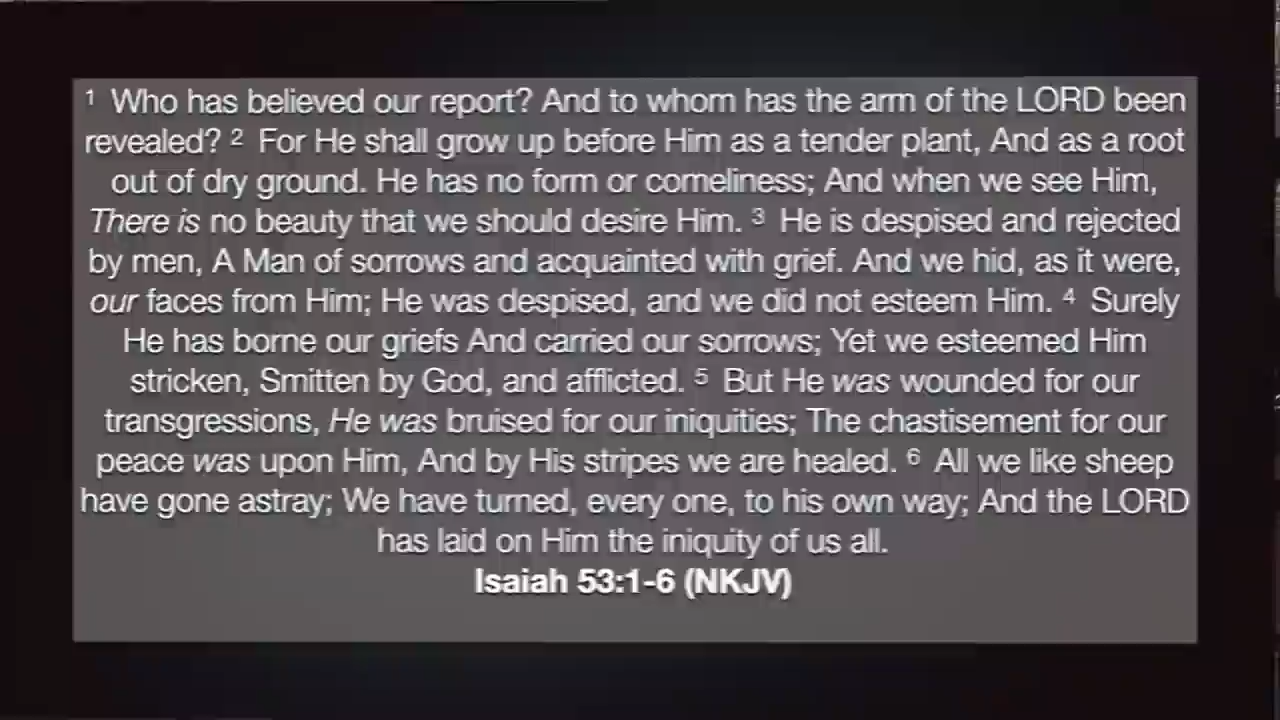 1 Who has believed our report? And to whom has the arm of the LORD been
revealed? 2 For He shall grow up before Him as a tender plant, And as a root
out of dry ground. He has no form or comeliness; And when we see Him,
There is no beauty that we should desire Him. 3 He is despised and rejected
by men, A Man of sorrows and acquainted with grief. And we hid, as it were,
our faces from Him; He was despised, and we did not esteem Him. 4 Surely
He has borne our griefs And carried our sorrows; Yet we esteemed Him
stricken, Smitten by God, and afflicted. 5 But He was wounded for our
transgressions, He was bruised for our iniquities; The chastisement for our
peace was upon Him, And by His stripes we are healed. 6 All we like sheep
have gone astray; We have turned, every one, to his own way; And the LORD
has laid on Him the iniquity of us all.
Isaiah 53:1-6 (NKJV)